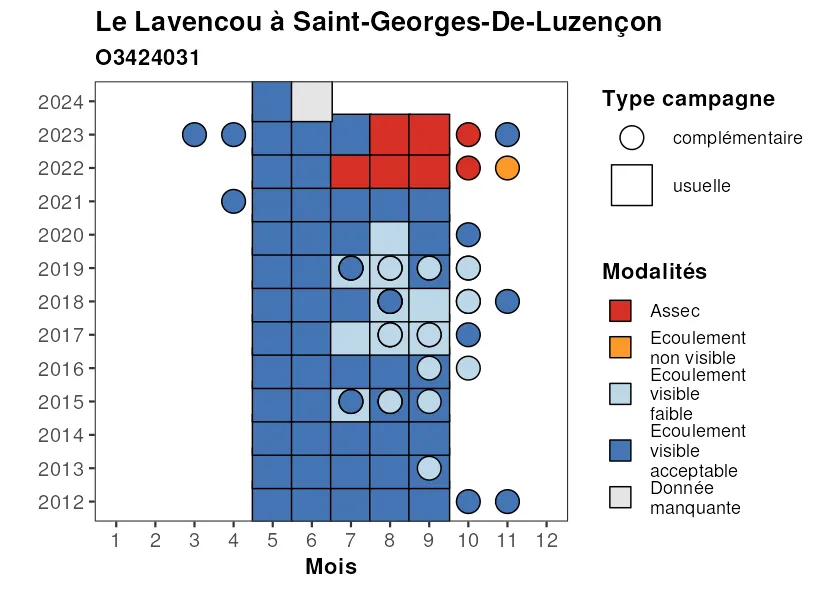 Le Lavencou à Saint-Georges-De-Luzençon
O3424031
2024
2023
2022
2021
2020
2019
2018
2017
2016
2015
2014
2013
2012
1 2 3 4 5 6 7 8 9 10 11 12
Mois
Type campagne
complémentaire
usuelle
Modalités
Assec
Ecoulement
non visible
Ecoulement
visible
faible
Ecoulement
visible
acceptable
Donnée
manquante